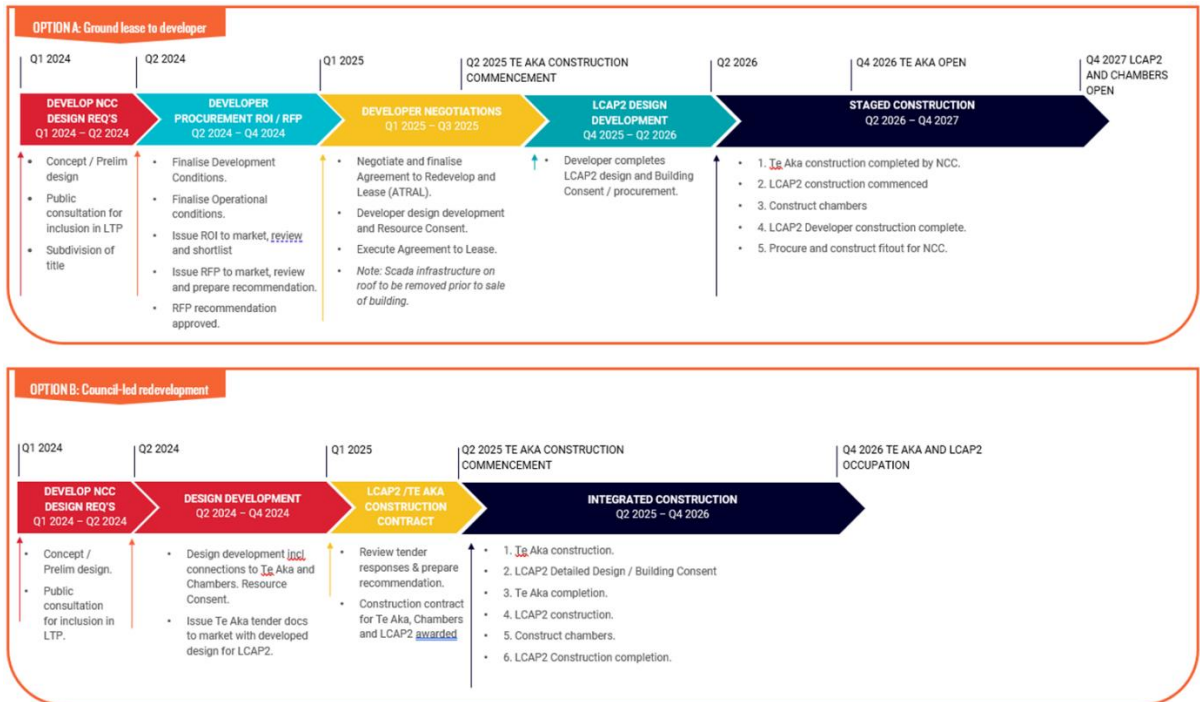 OPTION A: Ground lease to developer
Q1 2024
Q2 2024
Q1 2025
Q2 2025 TE AKA CONSTRUCTION
COMMENCEMENT
Q2 2026
Q4 2026 TE AKA OPEN
Q4 2027 LCAP2
AND CHAMBERS
OPEN
DEVELOP NCC
DESIGN REQ'S
Q1 2024 – Q2 2024
DEVELOPER
PROCUREMENT ROI / RFP
Q2 2024 – Q4 2024
DEVELOPER NEGOTIATIONS
Q1 2025 – Q3 2025
LCAP2 DESIGN
DEVELOPMENT
Q4 2025 – Q2 2026
STAGED CONSTRUCTION
Q2 2026 – Q4 2027
• Concept / Prelim
design
• Public
consultation for
inclusion in LTP
• Subdivision of
title
• Finalise Development
Conditions.
• Finalise Operational
conditions.
• Issue ROI to market, review
and shortlist
• Issue RFP to market, review
and prepare recommendation.
• RFP recommendation
approved.
• Negotiate and finalise
Agreement to Redevelop and
Lease (ATRAL).
• Developer design development
and Resource Consent.
• Execute Agreement to Lease.
• Note: Scada infrastructure on
roof to be removed prior to sale
of building.
• Developer completes
LCAP2 design and Building
Consent / procurement.
• 1. Te Aka construction completed by NCC.
• 2. LCAP2 construction commenced
• 3. Construct chambers
• 4. LCAP2 Developer construction complete.
• 5. Procure and construct fitout for NCC.
OPTION B: Council-led redevelopment
Q1 2024
Q2 2024
Q1 2025
Q2 2025 TE AKA CONSTRUCTION
COMMENCEMENT
Q4 2026 TE AKA AND LCAP2
OCCUPATION
DEVELOP NCC
DESIGN REQ'S
Q1 2024 – Q2 2024
DESIGN DEVELOPMENT
Q2 2024 – Q4 2024
LCAP2 /TE AKA
CONSTRUCTION
CONTRACT
INTEGRATED CONSTRUCTION
Q2 2025 – Q4 2026
• Concept /
Prelim design.
• Public
consultation
for inclusion in
LTP.
• Design development incl
connections to Te Aka and
Chambers. Resource
Consent.
• Issue Te Aka tender docs
to market with developed
design for LCAP2.
• Review tender
responses & prepare
recommendation.
• Construction contract
for Te Aka, Chambers
and LCAP2 awarded
• 1. Te Aka construction.
• 2. LCAP2 Detailed Design / Building Consent
• 3. Te Aka completion.
• 4. LCAP2 construction.
• 5. Construct chambers.
• 6. LCAP2 Construction completion.